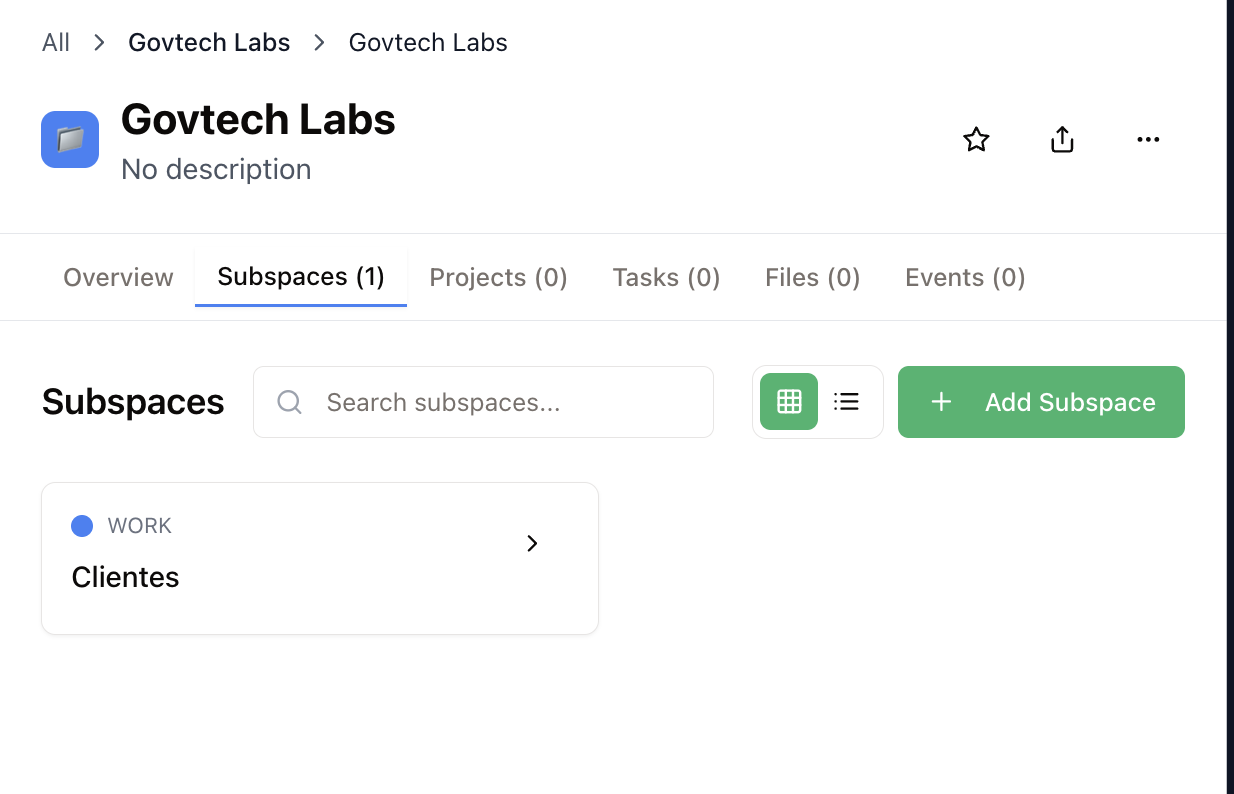 All > Govtech Labs > Govtech Labs
Govtech Labs
No description
Overview Subspaces (1) Projects (0) Tasks (0) Files (0) Events (0)
Subspaces Search subspaces... + Add Subspace
WORK
Clientes